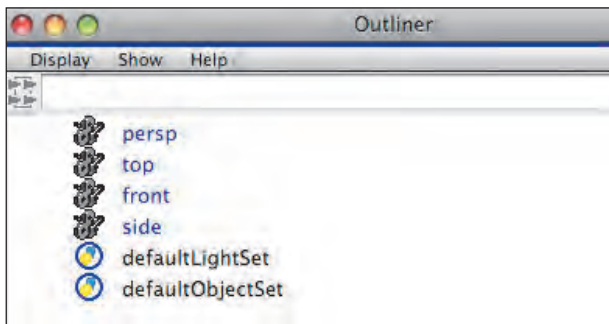 Outliner
Display Show Help
persp
top
front
side
defaultLightSet
defaultObjectSet